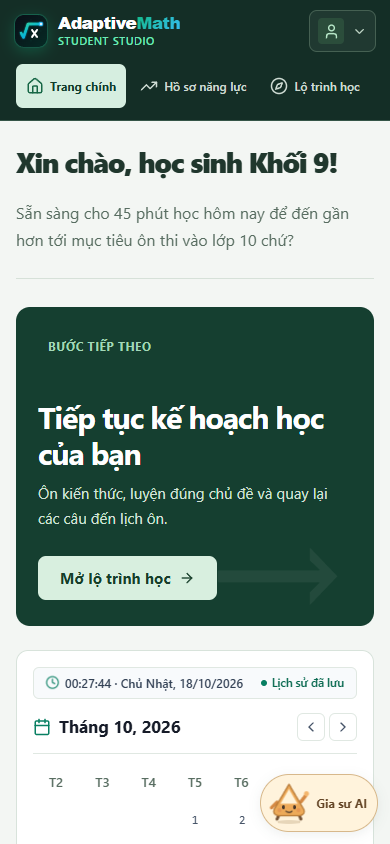 AdaptiveMath
STUDENT STUDIO
Trang chính
Hồ sơ năng lực
Lộ trình học
Xin chào, học sinh Khối 9!
Sẵn sàng cho 45 phút học hôm nay để đến gần
hơn tới mục tiêu ôn thi vào lớp 10 chứ?
BƯỚC TIẾP THEO
Tiếp tục kế hoạch học
của bạn
Ôn kiến thức, luyện đúng chủ đề và quay lại
các câu đến lịch ôn.
Mở lộ trình học
00:27:44 · Chủ Nhật, 18/10/2026
Lịch sử đã lưu
Tháng 10, 2026
T2 T3 T4 T5 T6
1 2
Gia sư AI